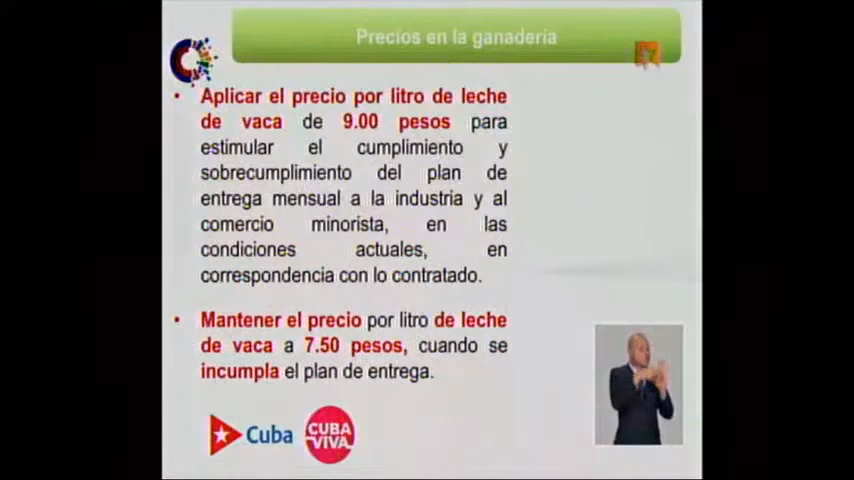 Precios en la ganadería
• Aplicar el precio por litro de leche
de vaca de 9.00 pesos para
estimular el cumplimiento y
sobrecumplimiento del plan de
entrega mensual a la industria y al
comercio minorista, en las
condiciones actuales, en
correspondencia con lo contratado.
• Mantener el precio por litro de leche
de vaca a 7.50 pesos, cuando se
incumpla el plan de entrega.
Cuba
CUBA
VIVA